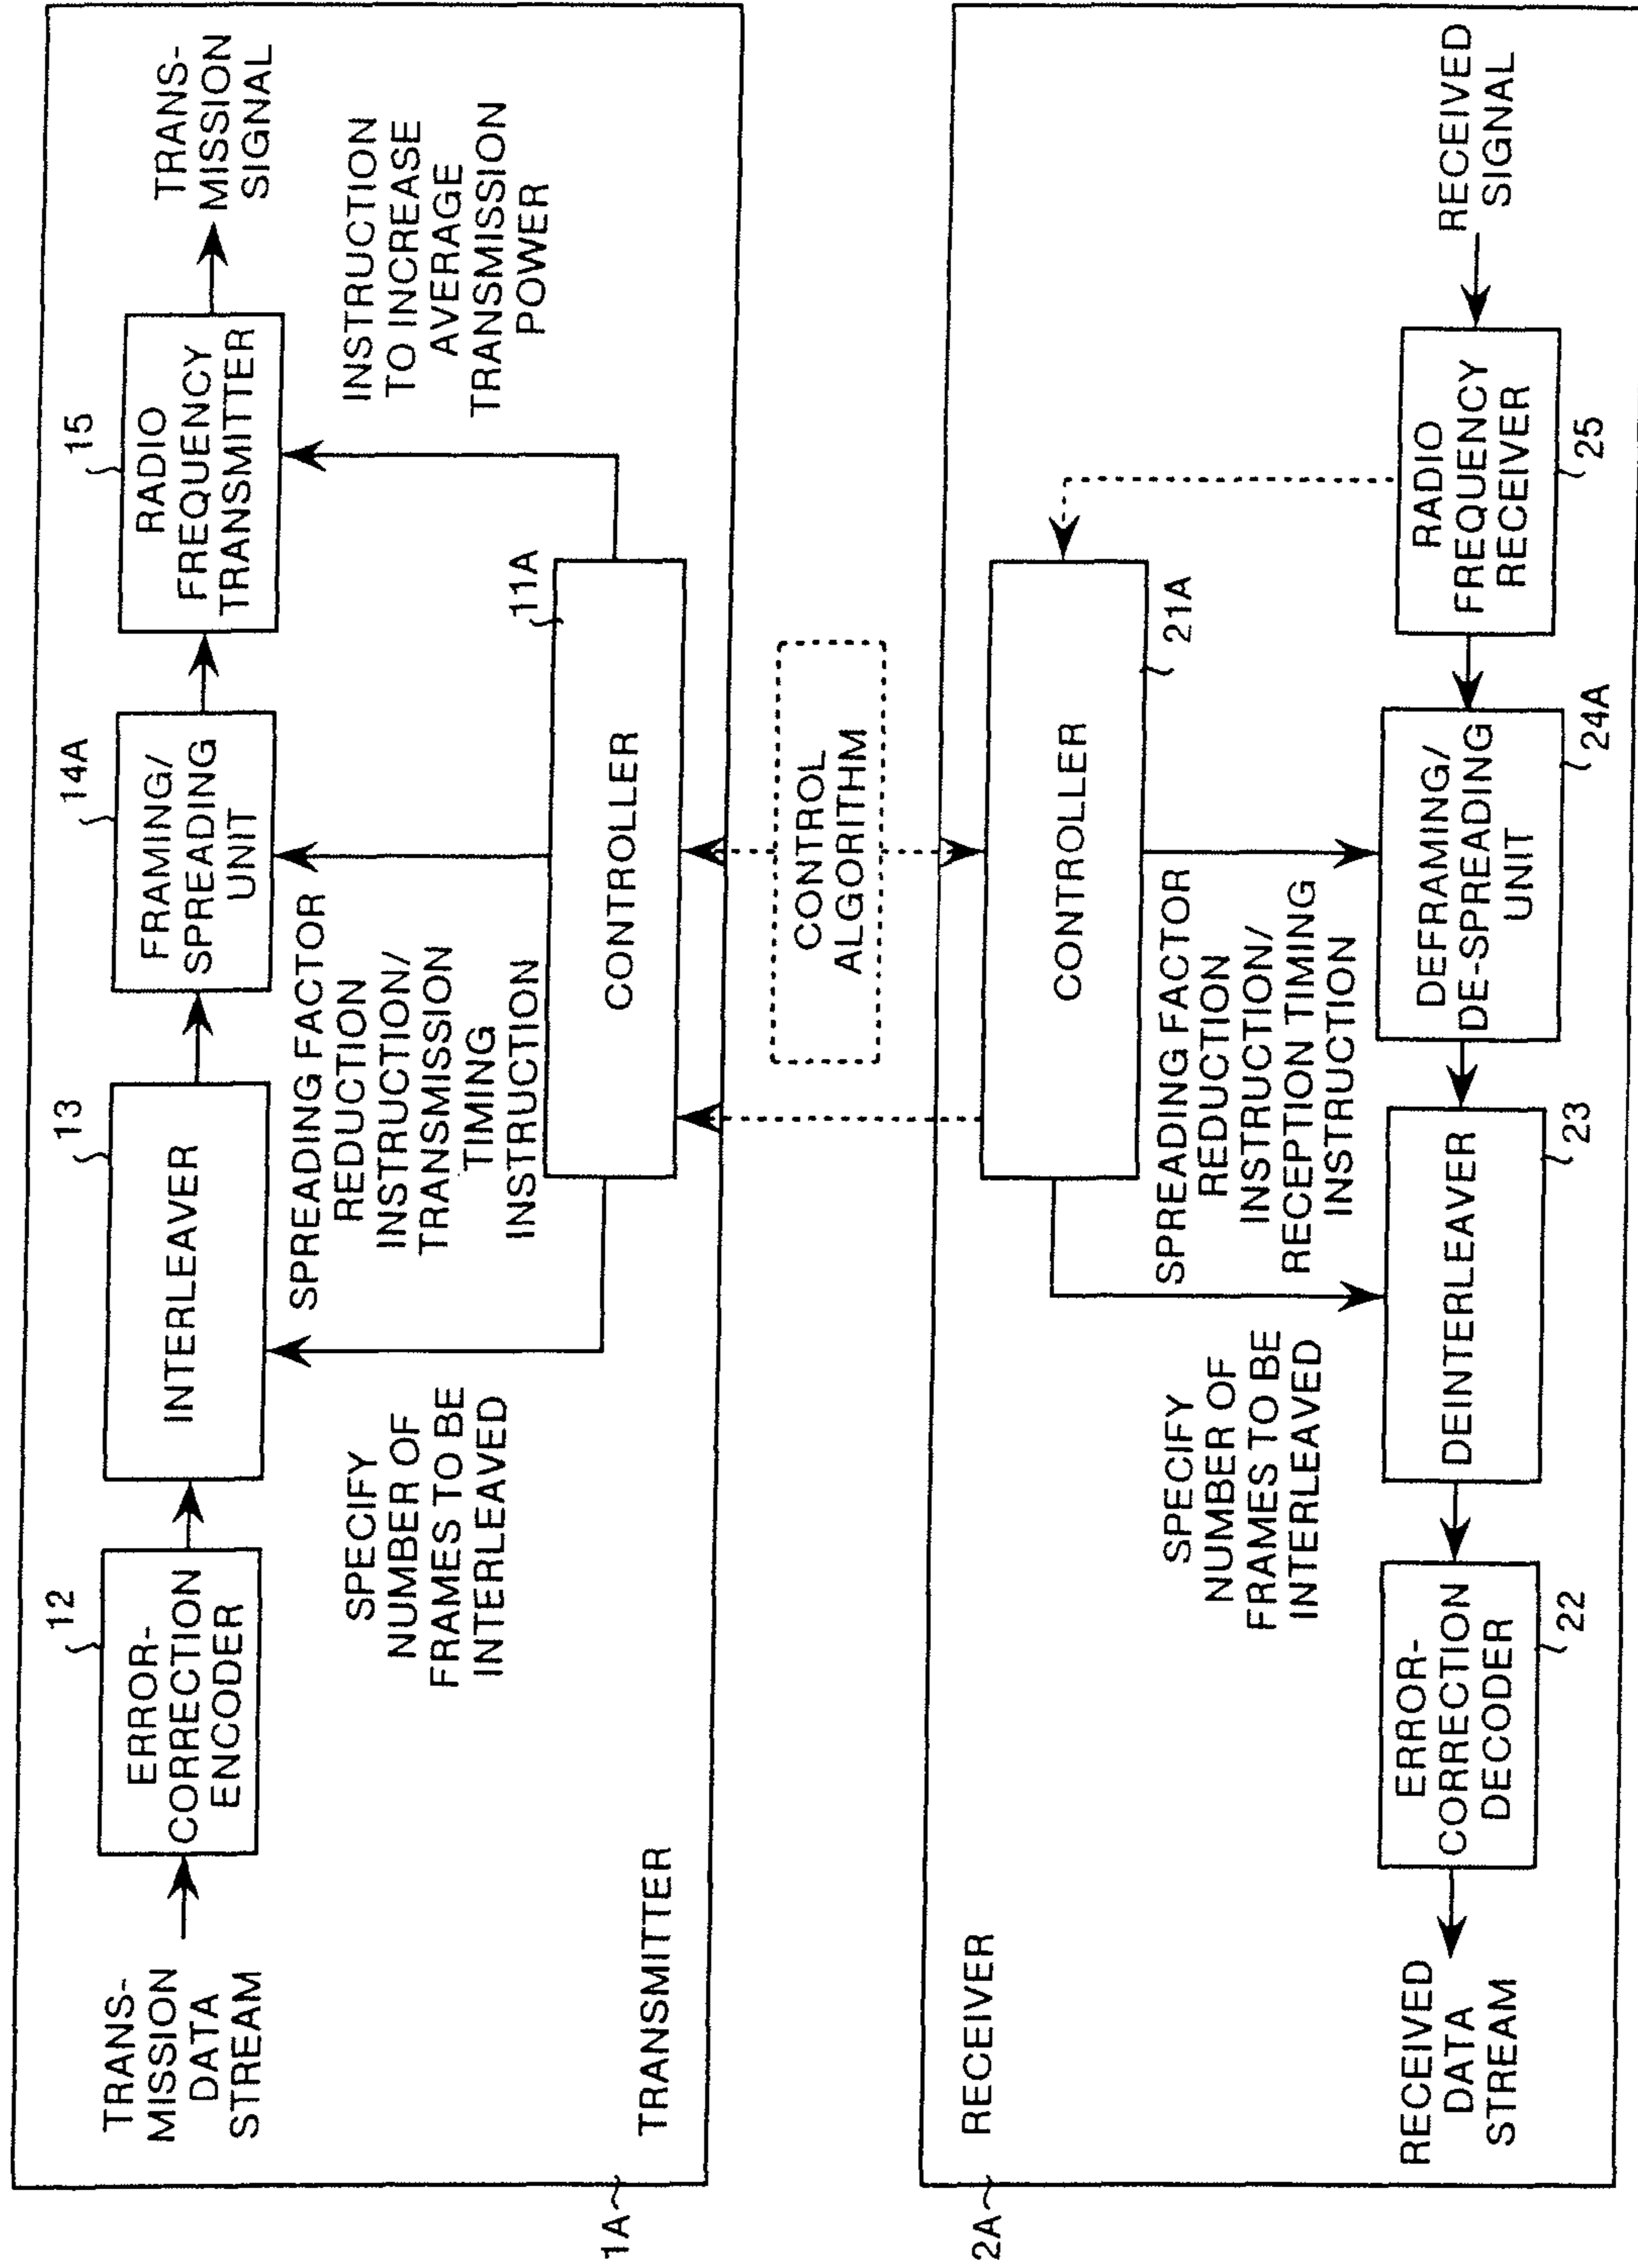 TRANS-
MISSION
DATA
STREAM
12
ERROR-
CORRECTION
ENCODER
13
INTERLEAVER
14A
FRAMING/
SPREADING
UNIT
15
RADIO
FREQUENCY
TRANSMITTER
TRANS-
MISSION
SIGNAL
SPECIFY
NUMBER OF
FRAMES TO BE
INTERLEAVED
SPREADING FACTOR
REDUCTION
INSTRUCTION/
TRANSMISSION
TIMING
INSTRUCTION
INSTRUCTION
TO INCREASE
AVERAGE
TRANSMISSION
POWER
11A
CONTROLLER
TRANSMITTER
1A
CONTROL
ALGORITHM
RECEIVER
2A
CONTROLLER
21A
SPECIFY
NUMBER OF
FRAMES TO BE
INTERLEAVED
SPREADING FACTOR
REDUCTION
INSTRUCTION/
RECEPTION TIMING
INSTRUCTION
RECEIVED
DATA
STREAM
ERROR-
CORRECTION
DECODER
22
DEINTERLEAVER
23
DEFRAMING/
DE-SPREADING
UNIT
24A
RADIO
FREQUENCY
RECEIVER
25
RECEIVED
SIGNAL